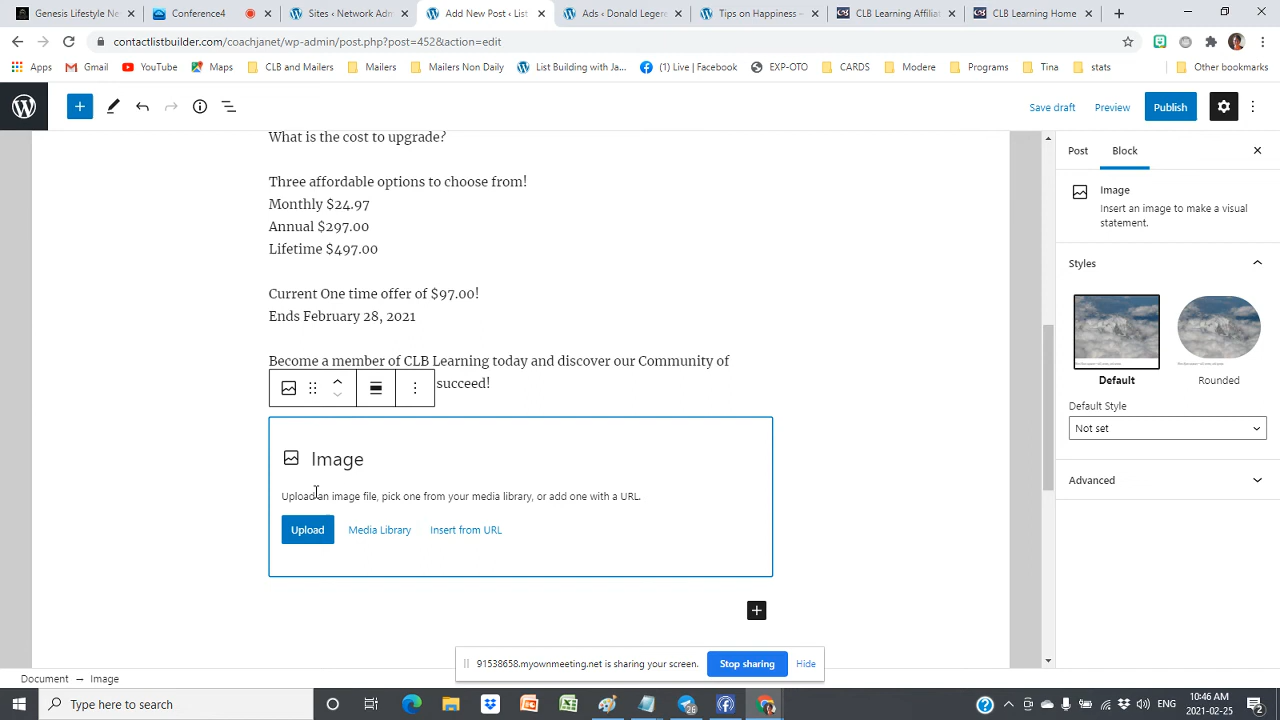 Genesis Lifestyle Ne
Conference4
Sites ‹ Network Adm
Add New Post ‹ List
Ads ‹ Donald Legere
on Happiness
CLB Learning Affilia
CLB Learning Home
contactlistbuilder.com/coachjanet/wp-admin/post.php?post=452&action=edit
Apps Gmail YouTube Maps CLB and Mailers Mailers Mailers Non Daily List Building with Ja... (1) Live | Facebook EXP-OTO CARDS Modere Programs Tina stats Other bookmarks
Save draft Preview Publish
What is the cost to upgrade?
Three affordable options to choose from!
Monthly $24.97
Annual $297.00
Lifetime $497.00
Current One time offer of $97.00!
Ends February 28, 2021
Become a member of CLB Learning today and discover our Community of
succeed!
Image
Upload an image file, pick one from your media library, or add one with a URL.
Upload Media Library Insert from URL
Post Block
Image
Insert an image to make a visual
statement.
Styles
Default Rounded
Default Style
Not set
Advanced
91538658.myownmeeting.net is sharing your screen. Stop sharing Hide
Document → Image
Type here to search
26
10:46 AM
2021-02-25
2